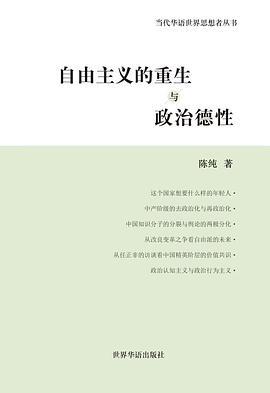 当代华语世界思想者丛书
自由主义的重生
与
政治德性
陈纯 著
这个国家想要什么样的年轻人·
中产阶级的去政治化与再政治化·
中国知识分子的分裂与舆论的两极分化·
从改良变革之争看自由派的未来·
从任正非的访谈看中国精英阶层的价值共识·
政治认知主义与政治行为主义·
世界华语出版社